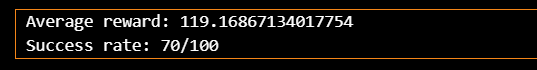 Average reward: 119.16867134017754
Success rate: 70/100